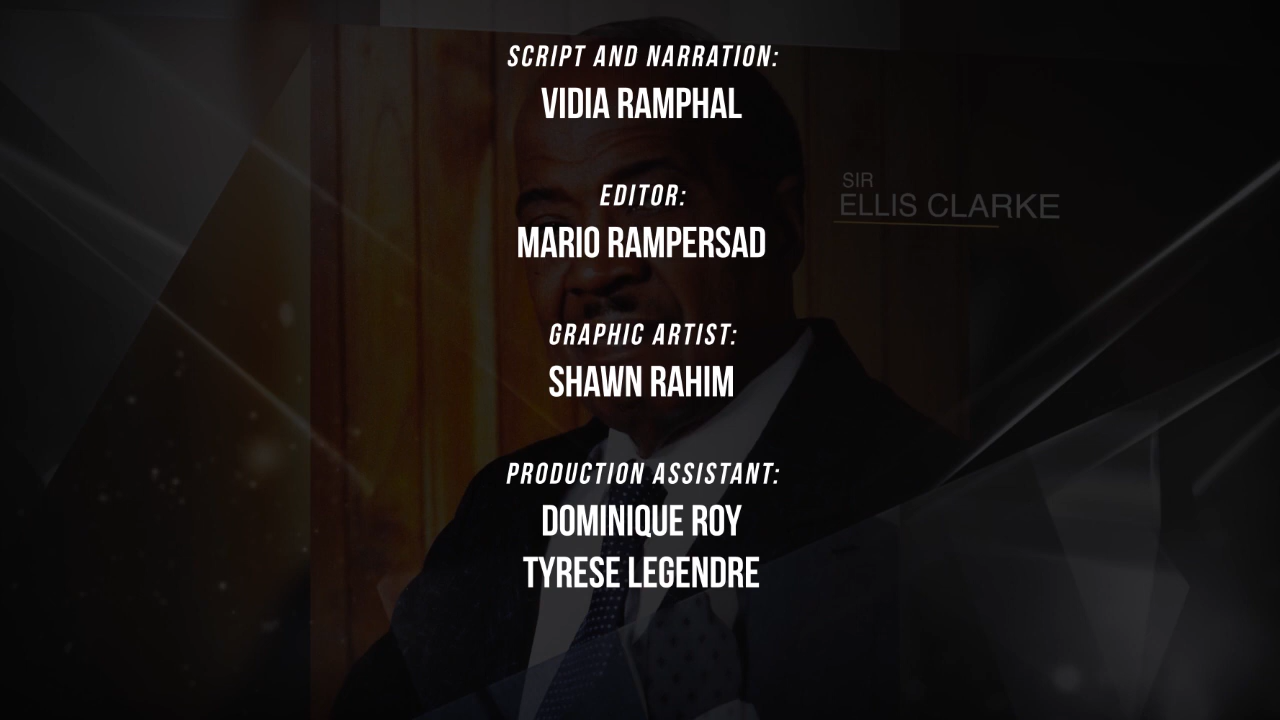 SCRIPT AND NARRATION:
VIDIA RAMPHAL
SIR
ELLIS CLARKE
EDITOR:
MARIO RAMPERSAD
GRAPHIC ARTIST:
SHAWN RAHIM
PRODUCTION ASSISTANT:
DOMINIQUE ROY
TYRESE LEGENDRE